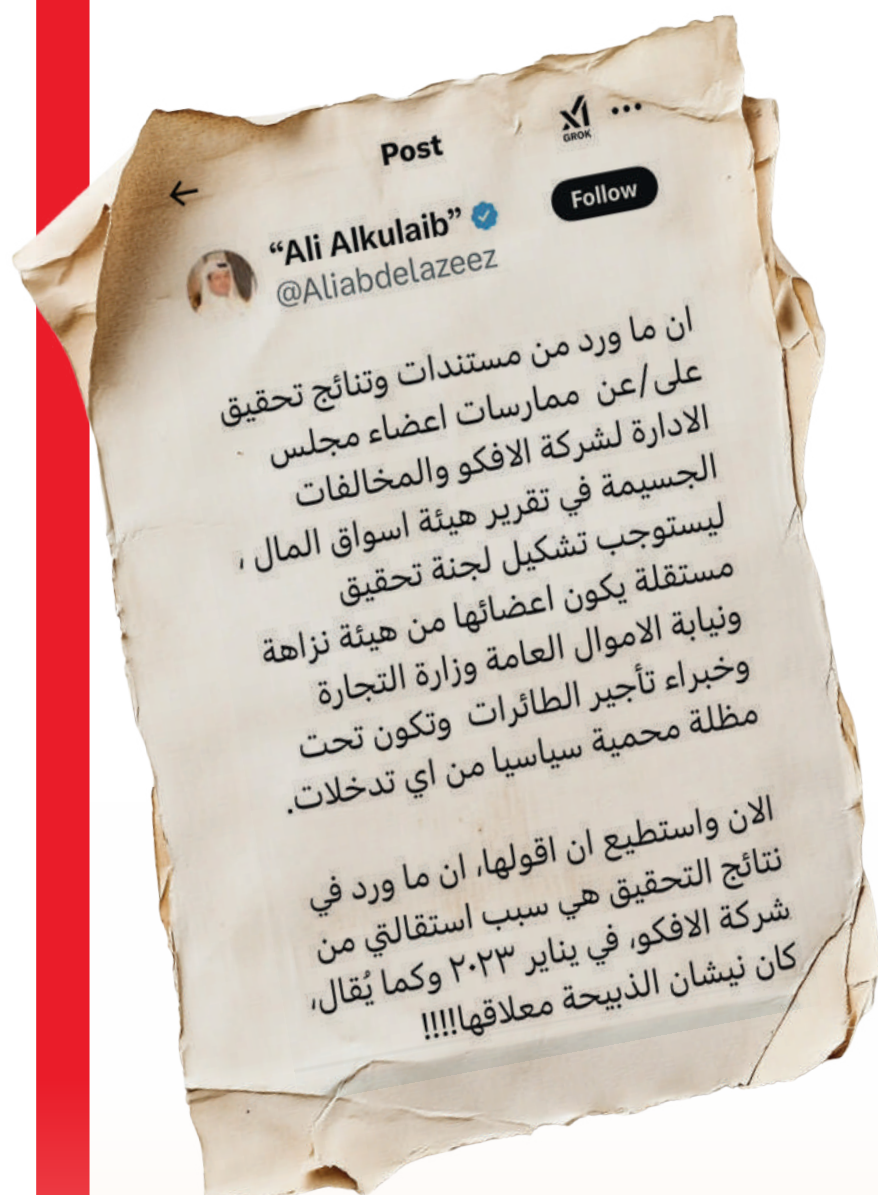 Post
GROK
“Ali Alkulaib”
Follow
@Aliabdelazeez
ان ما ورد من مستندات وتنائج تحقيق
على/عن ممارسات اعضاء مجلس
الادارة لشركة الافكو والمخالفات
الجسيمة في تقرير هيئة اسواق المال ،
ليستوجب تشكيل لجنة تحقيق
مستقلة يكون اعضائها من هيئة نزاهة
ونيابة الاموال العامة وزارة التجارة
وخبراء تأجير الطائرات وتكون تحت
مظلة محمية سياسيا من اي تدخلات.
الان واستطيع ان اقولها، ان ما ورد في
نتائج التحقيق هي سبب استقالتي من
شركة الافكو، في يناير ٢٠٢٣ وكما يُقال،
كان نيشان الذبيحة معلاقها!!!!